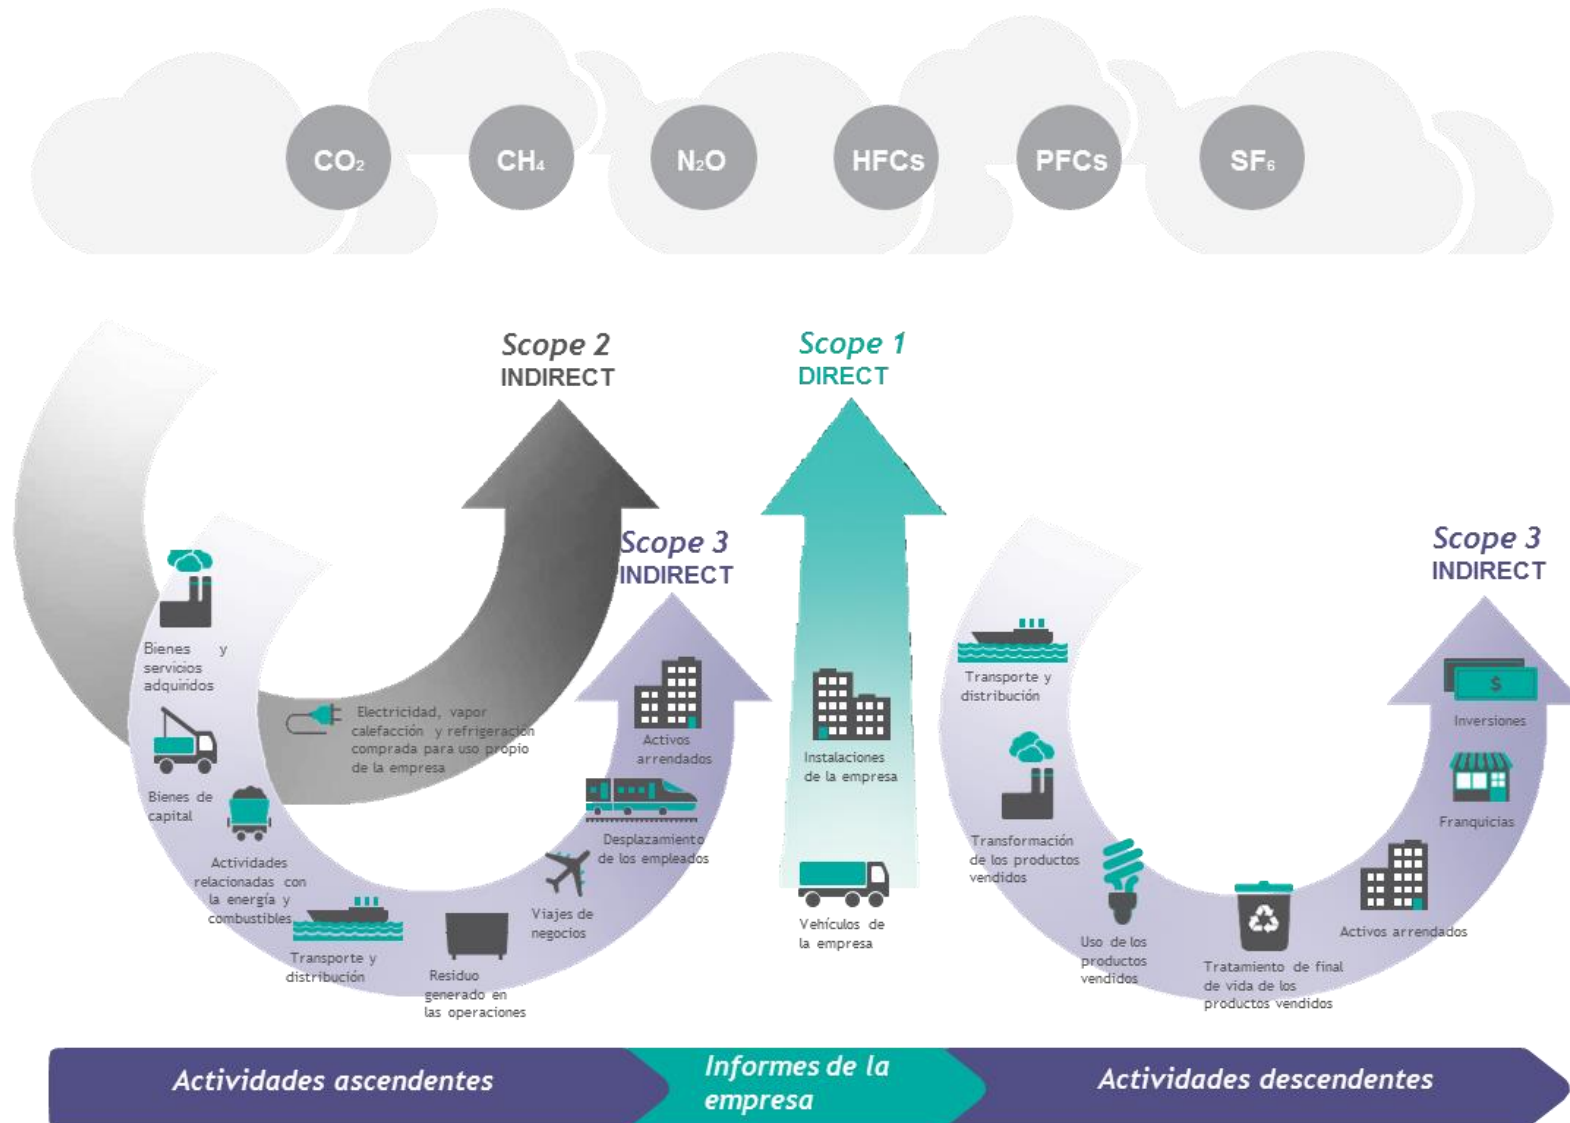 CO₂
CH₄
N₂O
HFCs
PFCs
SF₆
Scope 2
INDIRECT
Scope 1
DIRECT
Scope 3
INDIRECT
Scope 3
INDIRECT
Bienes y
servicios
adquiridos
Bienes de
capital
Actividades
relacionadas con
la energía y
combustibles
Transporte y
distribución
Residuo
generado en
las operaciones
Viajes de
negocios
Desplazamiento
de los empleados
Activos
arrendados
Electricidad, vapor
calefacción y refrigeración
comprada para uso propio
de la empresa
Instalaciones
de la empresa
Vehículos de
la empresa
Transporte y
distribución
Transformación
de los productos
vendidos
Uso de los
productos
vendidos
Tratamiento de final
de vida de los
productos vendidos
Activos arrendados
Franquicias
$
Inversiones
Actividades ascendentes
Informes de la
empresa
Actividades descendentes